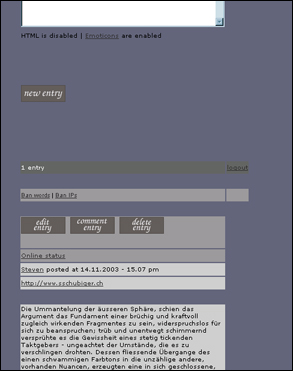 HTML is disabled | Emoticons are enabled
new entry
1 entry logout
Ban words | Ban IPs
edit entry comment entry delete entry
Online status
Steven posted at 14.11.2003 - 15.07 pm
http://www.sschubiger.ch
Die Ummantelung der äusseren Sphäre, schien das
Argument das Fundament einer brüchig und kraftvoll
zugleich wirkenden Fragmentes zu sein, widerspruchslos für
sich zu beanspruchen; trüb und unentwegt schimmernd
versprühte es die Gewissheit eines stetig tickenden
Taktgebers - ungeachtet der Umstände, die es zu
verschlingen drohten. Dessen fliessende Übergange des
einen schwammigen Farbtons in die unzählige andere,
vorhanden Nuancen, erzeugten eine in sich geschlossene,